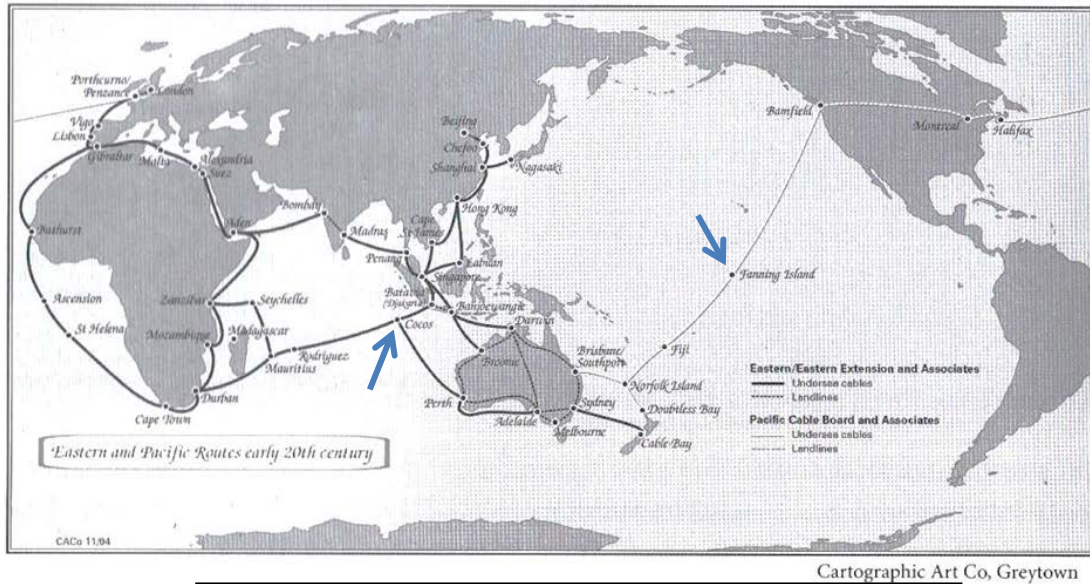 Porthcurno/
Penzance
London
Vigo
Lisbon
Gibraltar
Malta
Alexandria
Suez
Bombay
Aden
Madras
Penang
Beijing
Chefoo
Shanghai
Nagasaki
Hong Kong
Cape
St James
Labuan
Singapore
Batavia
(Djakarta)
Banjoewangie
Bathurst
Ascension
St Helena
Cape Town
Durban
Zanzibar
Seychelles
Mozambique
Madagascar
Mauritius
Rodriguez
Cocos
Darwin
Broome
Perth
Adelaide
Melbourne
Sydney
Brisbane/
Southport
Norfolk Island
Doubtless Bay
Cable Bay
Fiji
Fanning Island
Bamfield
Montreal
Halifax
Eastern/Eastern Extension and Associates
Undersea cables
Landlines
Pacific Cable Board and Associates
Undersea cables
Landlines
Eastern and Pacific Routes early 20th century
CACo 11/04
Cartographic Art Co, Greytown